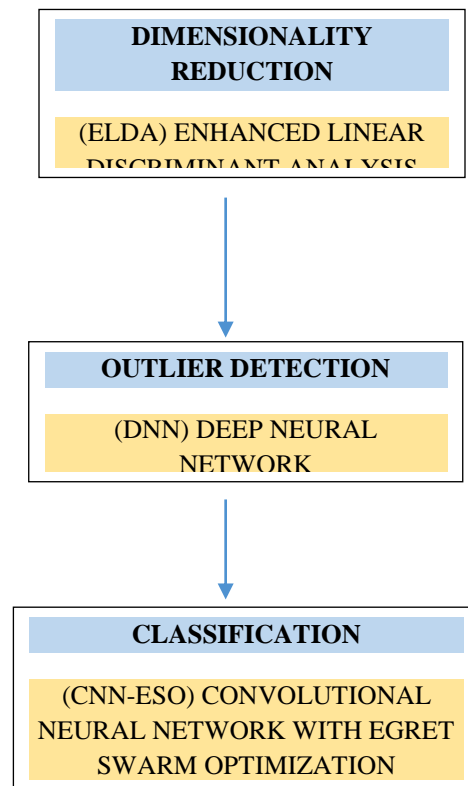 DIMENSIONALITY
REDUCTION
(ELDA) ENHANCED LINEAR
DISCRIMINANT ANALYSIS
OUTLIER DETECTION
(DNN) DEEP NEURAL
NETWORK
CLASSIFICATION
(CNN-ESO) CONVOLUTIONAL
NEURAL NETWORK WITH EGRET
SWARM OPTIMIZATION